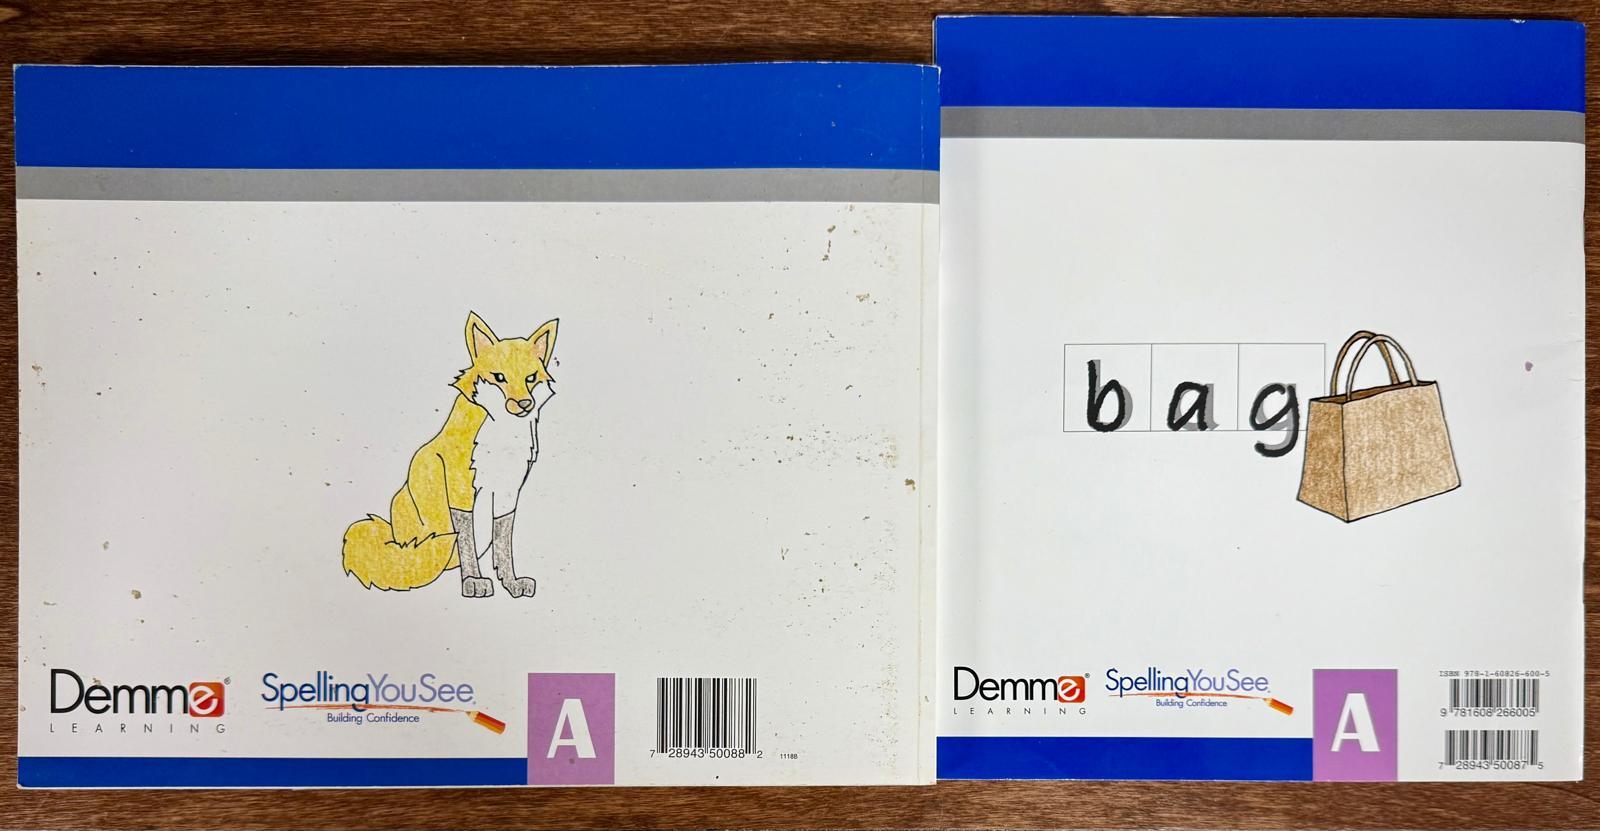 Demme®
LEARNING
SpellingYouSee.
Building Confidence
A
7 28943 50088 2
1118B
bag
Demme®
LEARNING
SpellingYouSee.
Building Confidence
A
ISBN 978-1-60826-600-5
9 781608 266005
7 28943 50087 5